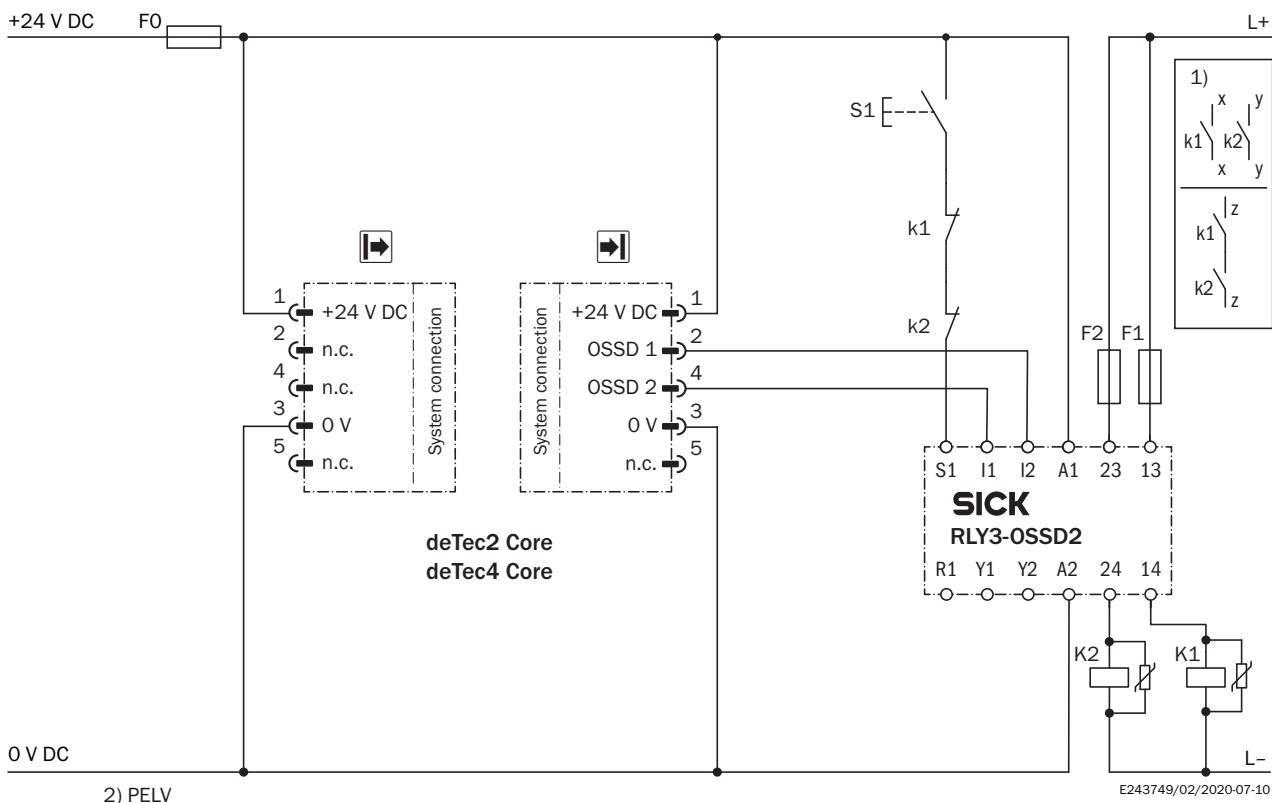 +24 V DC F0 L+
1)
x y
k1 k2
x y
z
k1
k2
z
S1
k1
k2
F2 F1
1 +24 V DC
2 n.c.
4 n.c.
3 0 V
5 n.c.
System connection
System connection
+24 V DC 1
OSSD 1 2
OSSD 2 4
0 V 3
n.c. 5
deTec2 Core
deTec4 Core
S1 I1 I2 A1 23 13
SICK
RLY3-OSSD2
R1 Y1 Y2 A2 24 14
K2 K1
0 V DC L–
2) PELV
E243749/02/2020-07-10